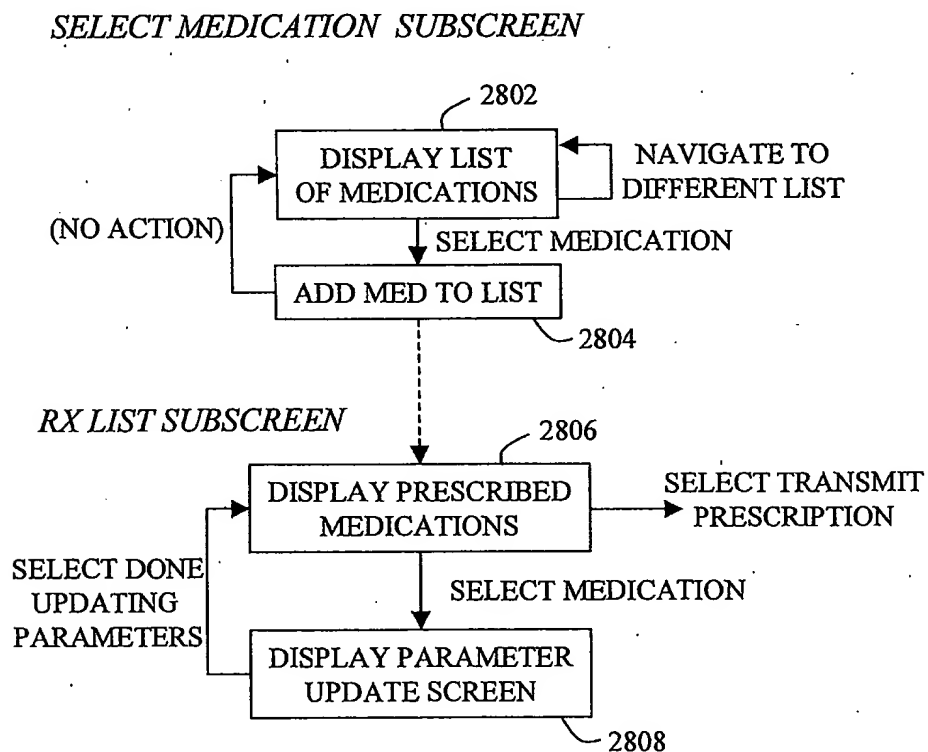 SELECT MEDICATION SUBSCREEN
2802
DISPLAY LIST
OF MEDICATIONS
NAVIGATE TO
DIFFERENT LIST
(NO ACTION)
SELECT MEDICATION
ADD MED TO LIST
2804
RX LIST SUBSCREEN
2806
DISPLAY PRESCRIBED
MEDICATIONS
SELECT TRANSMIT
PRESCRIPTION
SELECT DONE
UPDATING
PARAMETERS
SELECT MEDICATION
DISPLAY PARAMETER
UPDATE SCREEN
2808